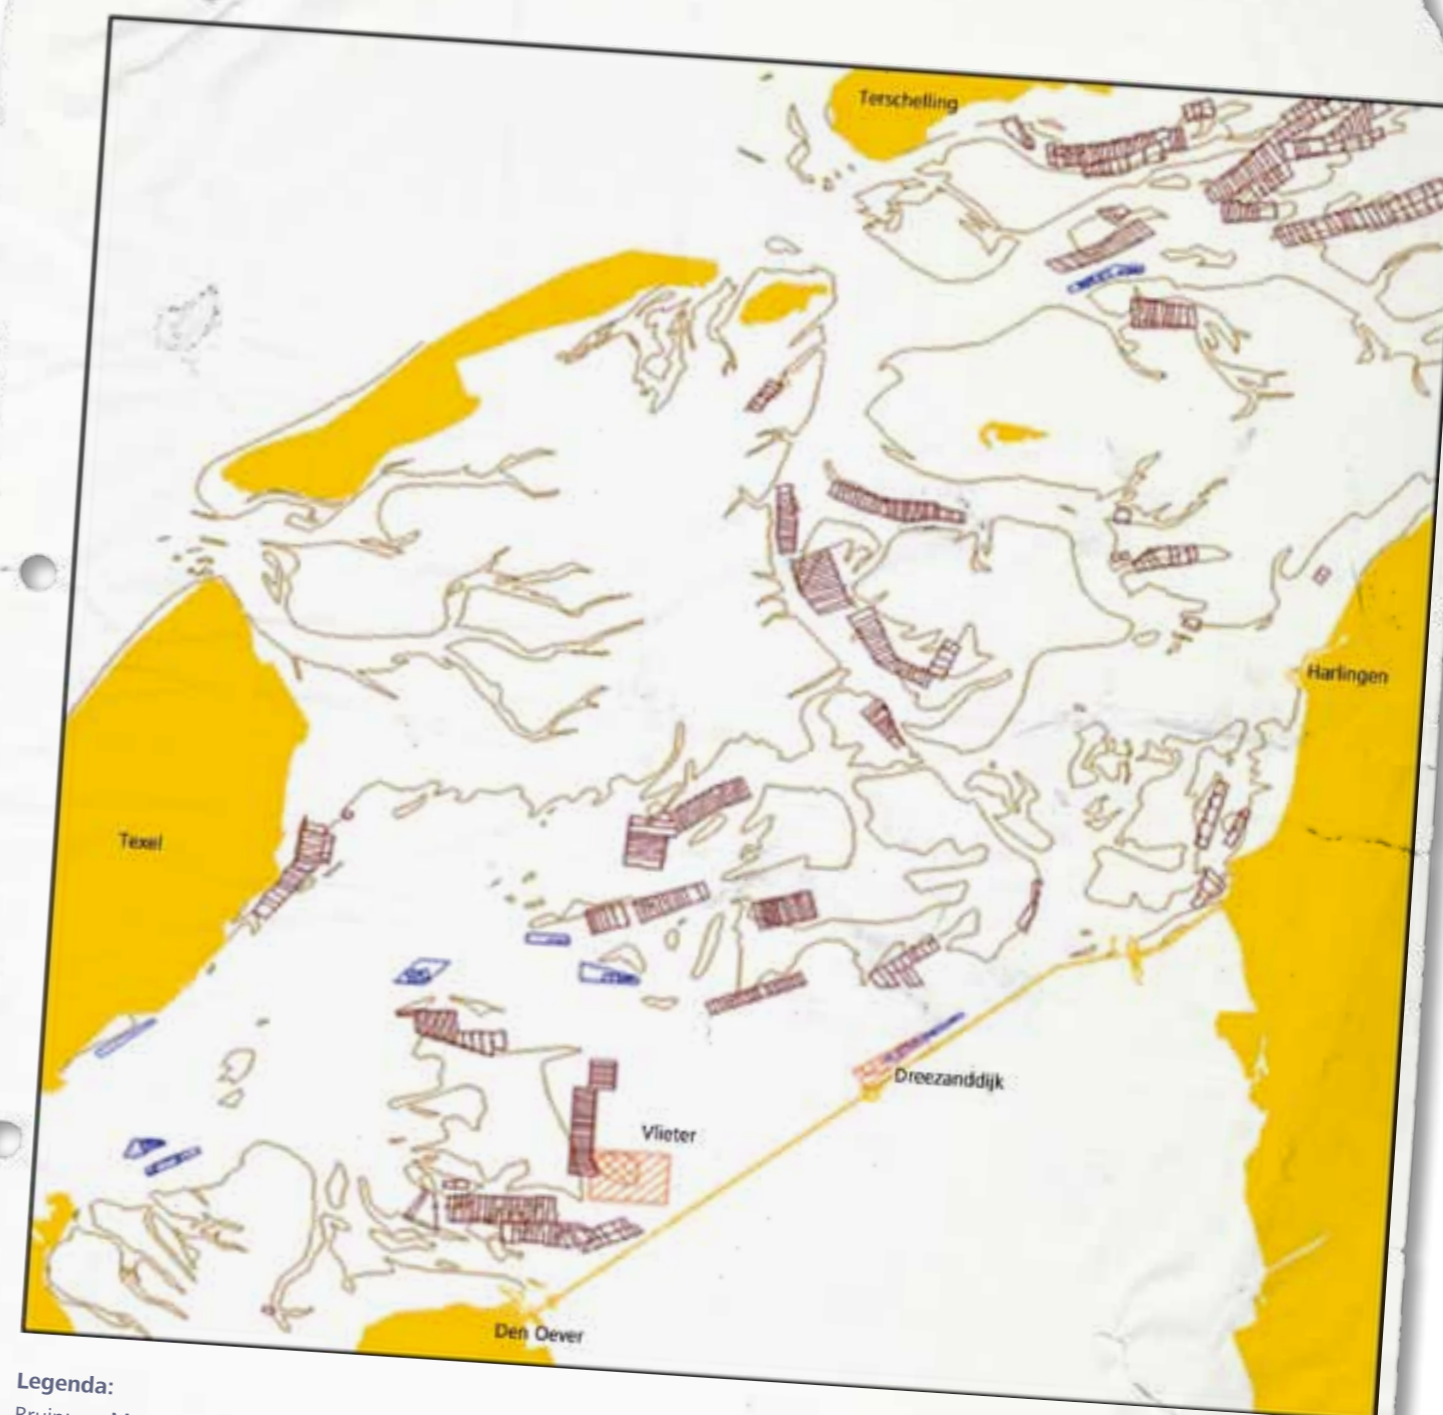 Terschelling
Harlingen
Texel
Dreezanddijk
Vlieter
Den Oever
Legenda: